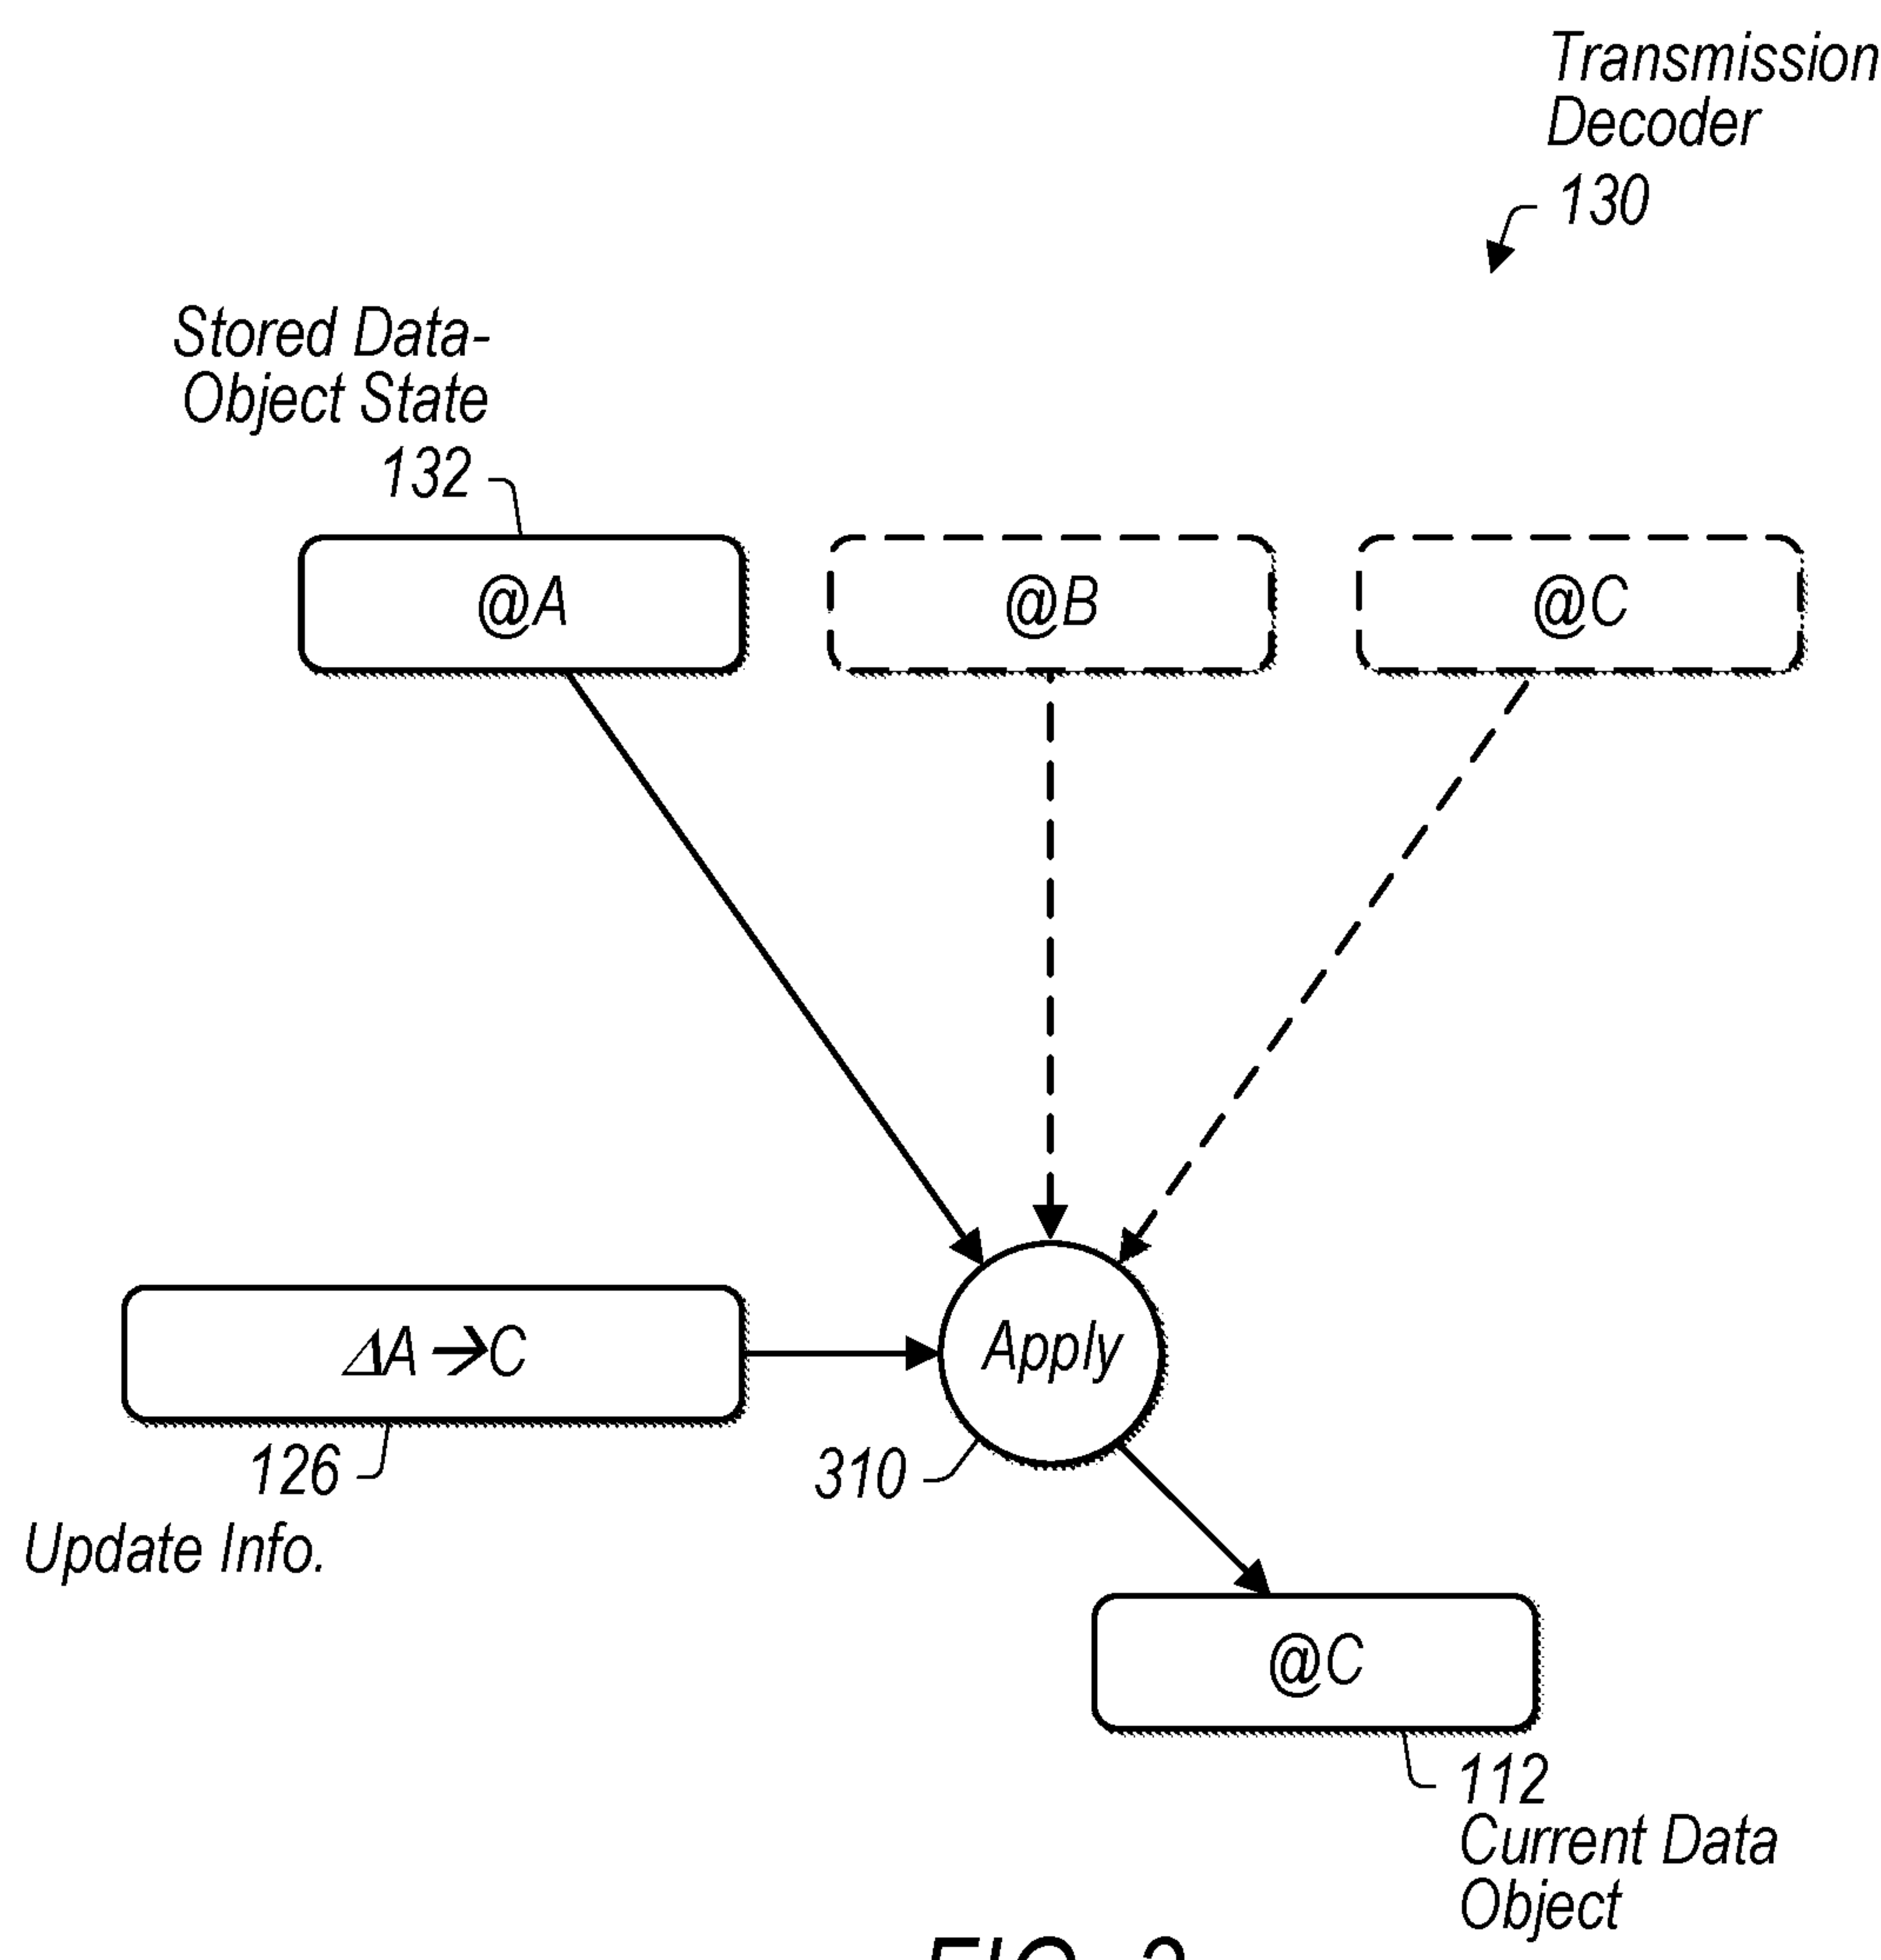 Transmission
Decoder
130
Stored Data-
Object State
132
@A
@B
@C
ΔA→C
Apply
126
310
Update Info.
@C
112
Current Data
Object